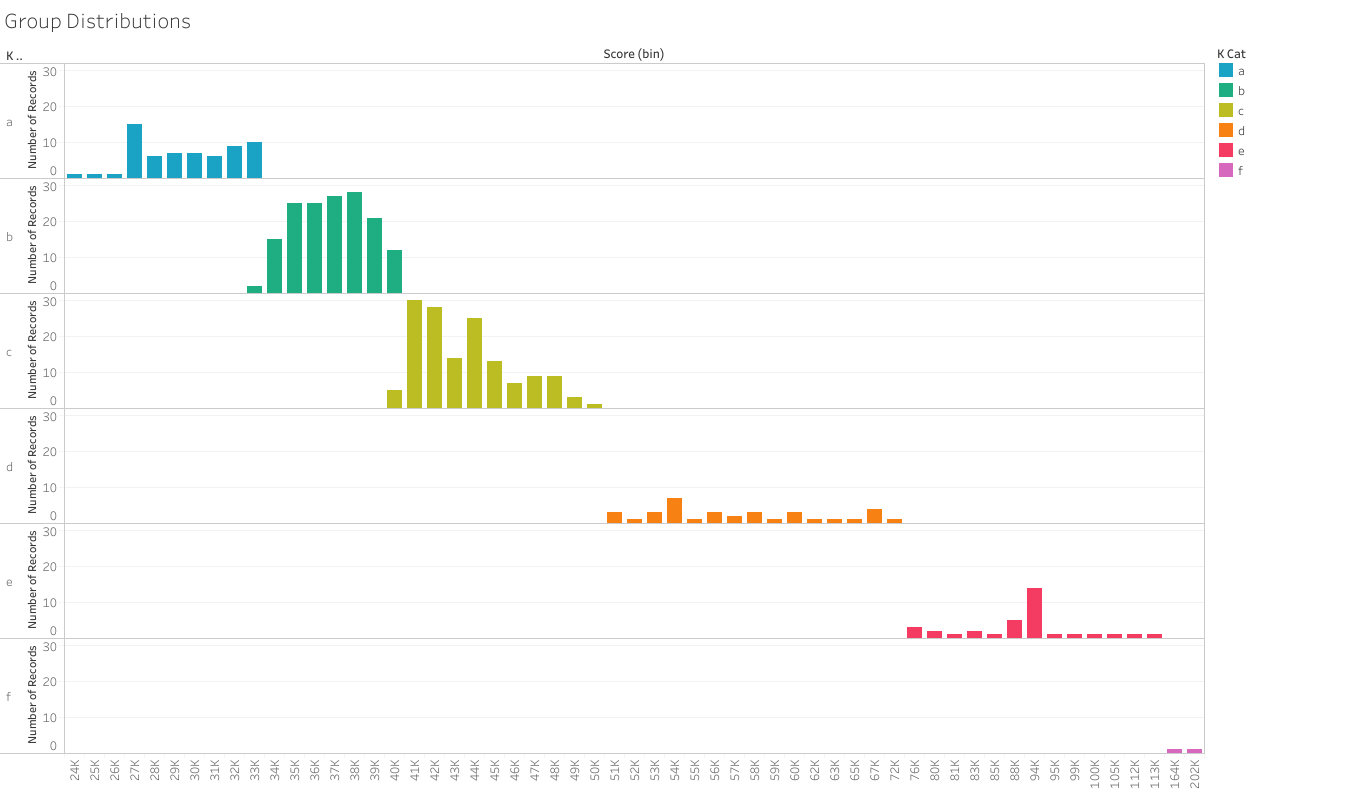 Group Distributions
K ..
Score (bin)
K Cat
a
b
c
d
e
f
a
Number of Records
30
20
10
0
b
Number of Records
30
20
10
0
c
Number of Records
30
20
10
0
d
Number of Records
30
20
10
0
e
Number of Records
30
20
10
0
f
Number of Records
30
20
10
0
24K 25K 26K 27K 28K 29K 30K 31K 32K 33K 34K 35K 36K 37K 38K 39K 40K 41K 42K 43K 44K 45K 46K 47K 48K 49K 50K 51K 52K 53K 54K 55K 56K 57K 58K 59K 60K 62K 63K 65K 67K 72K 76K 80K 81K 83K 85K 88K 94K 95K 99K 100K 105K 112K 113K 164K 202K